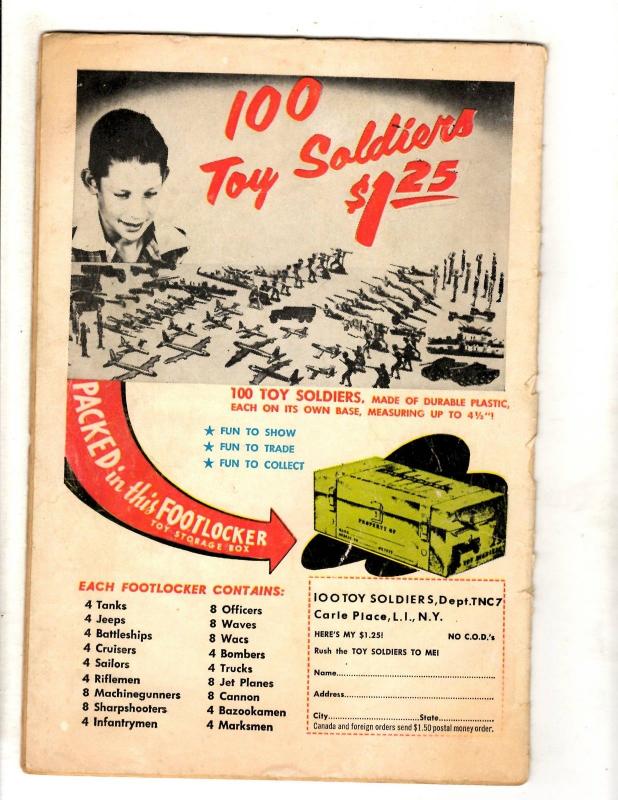 100
Toy Soldiers
$1 25
100 TOY SOLDIERS, MADE OF DURABLE PLASTIC,
EACH ON ITS OWN BASE, MEASURING UP TO 4½"!
★ FUN TO SHOW
★ FUN TO TRADE
★ FUN TO COLLECT
PACKED in this FOOTLOCKER
TOY STORAGE BOX
PROPERTY OF
EACH FOOTLOCKER CONTAINS:
4 Tanks
4 Jeeps
4 Battleships
4 Cruisers
4 Sailors
4 Riflemen
8 Machinegunners
8 Sharpshooters
4 Infantrymen
8 Officers
8 Waves
8 Wacs
4 Bombers
4 Trucks
8 Jet Planes
8 Cannon
4 Bazookamen
4 Marksmen
100 TOY SOLDIERS, Dept. TNC7
Carle Place, L.I., N.Y.
HERE'S MY $1.25! NO C.O.D.'s
Rush the TOY SOLDIERS TO ME!
Name
Address
City State
Canada and foreign orders send $1.50 postal money order.